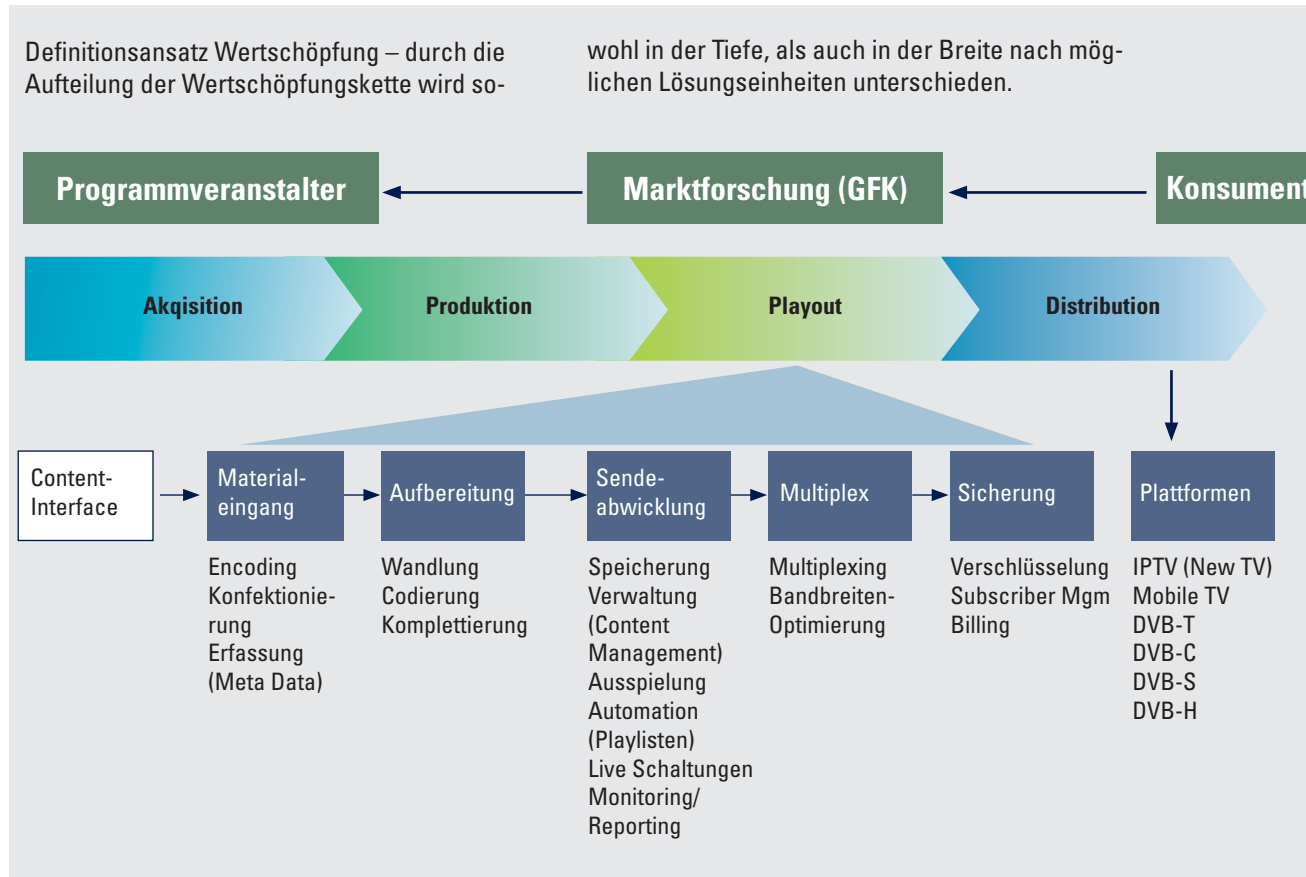 Definitionsansatz Wertschöpfung – durch die
Aufteilung der Wertschöpfungskette wird so-
wohl in der Tiefe, als auch in der Breite nach mög-
lichen Lösungseinheiten unterschieden.
Programmveranstalter
Marktforschung (GFK)
Konsument
Akqisition
Produktion
Playout
Distribution
Content-
Interface
Material-
eingang
Aufbereitung
Sende-
abwicklung
Multiplex
Sicherung
Plattformen
Encoding
Konfektionie-
rung
Erfassung
(Meta Data)
Wandlung
Codierung
Komplettierung
Speicherung
Verwaltung
(Content
Management)
Ausspielung
Automation
(Playlisten)
Live Schaltungen
Monitoring/
Reporting
Multiplexing
Bandbreiten-
Optimierung
Verschlüsselung
Subscriber Mgm
Billing
IPTV (New TV)
Mobile TV
DVB-T
DVB-C
DVB-S
DVB-H